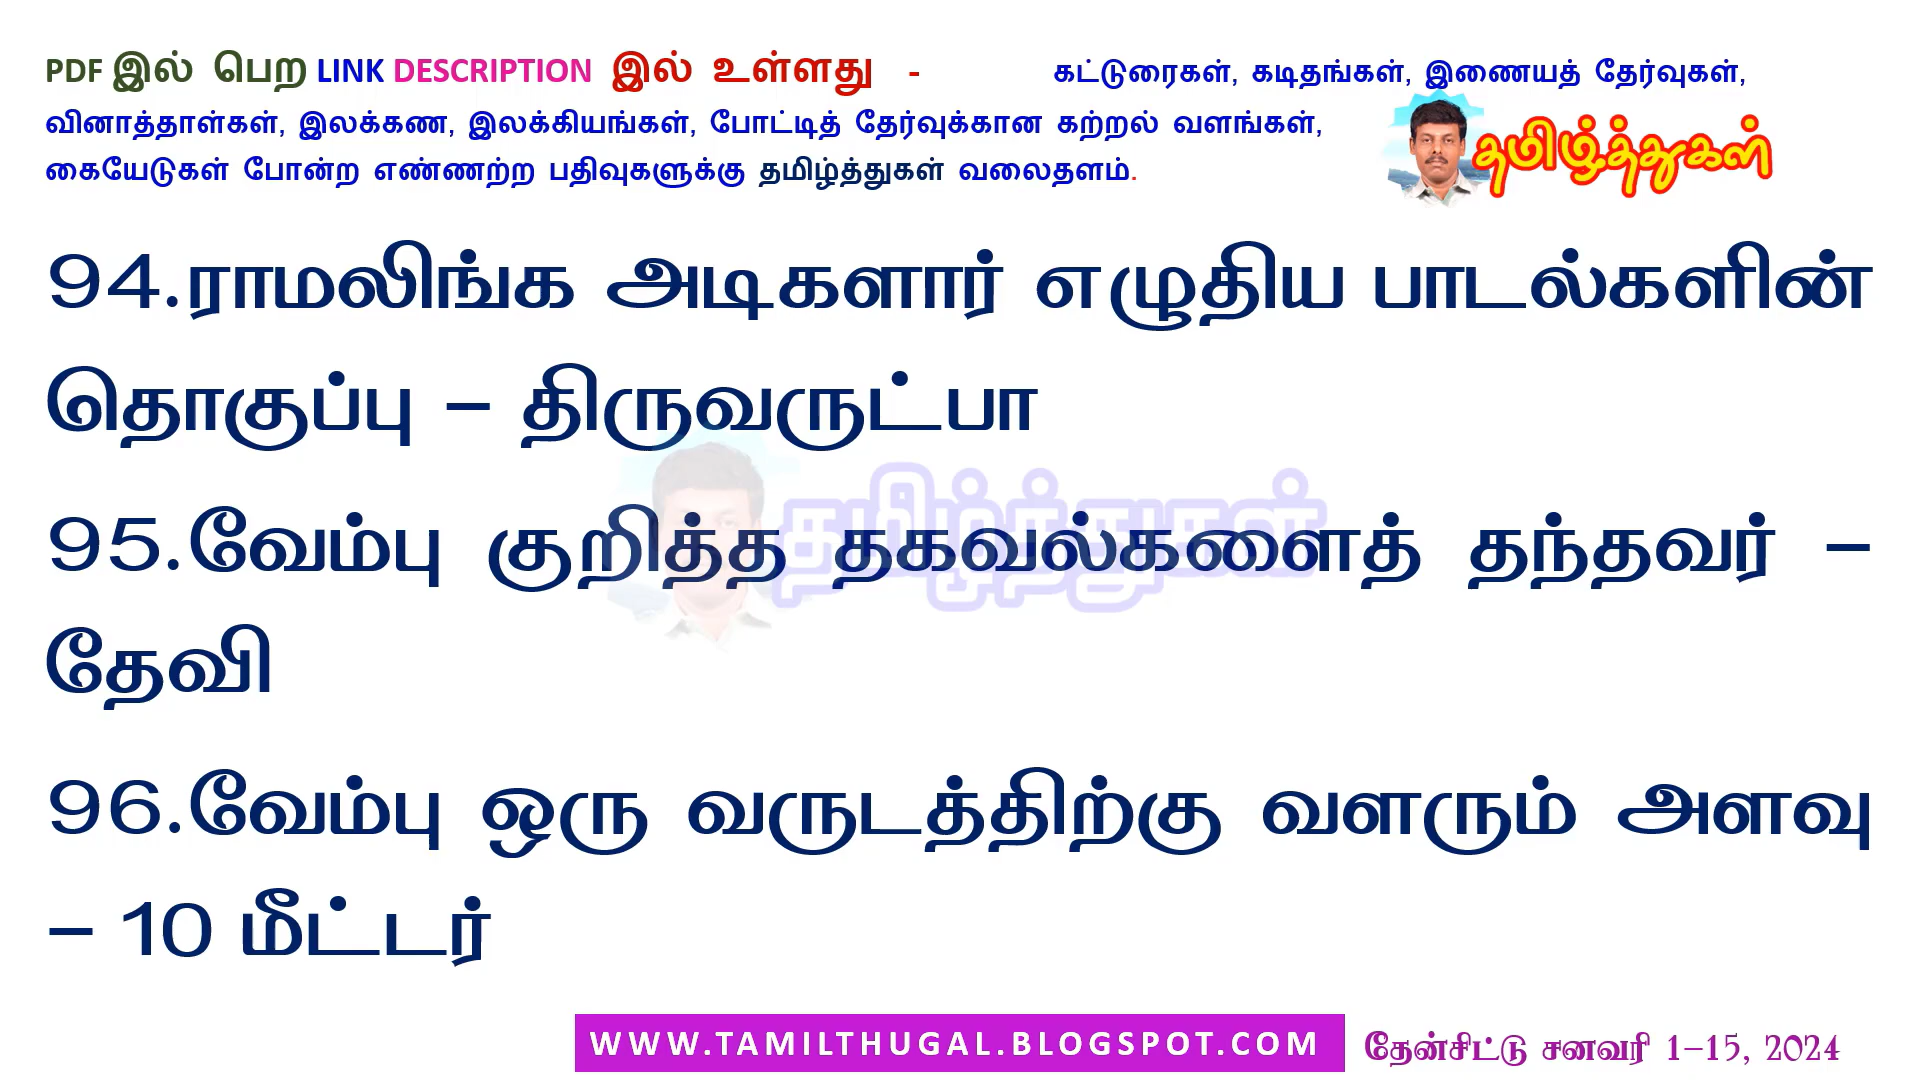 PDF இல் பெற LINK DESCRIPTION இல் உள்ளது - கட்டுரைகள், கடிதங்கள், இணையத் தேர்வுகள்,
வினாத்தாள்கள், இலக்கண, இலக்கியங்கள், போட்டித் தேர்வுக்கான கற்றல் வளங்கள்,
கையேடுகள் போன்ற எண்ணற்ற பதிவுகளுக்கு தமிழ்த்துகள் வலைதளம்.
தமிழ்த்துகள்
94.ராமலிங்க அடிகளார் எழுதிய பாடல்களின்
தொகுப்பு – திருவருட்பா
தமிழ்த்துகள்
95.வேம்பு குறித்த தகவல்களைத் தந்தவர் –
தேவி
96.வேம்பு ஒரு வருடத்திற்கு வளரும் அளவு
– 10 மீட்டர்
WWW.TAMILTHUGAL.BLOGSPOT.COM தேன்சிட்டு சனவரி 1–15, 2024